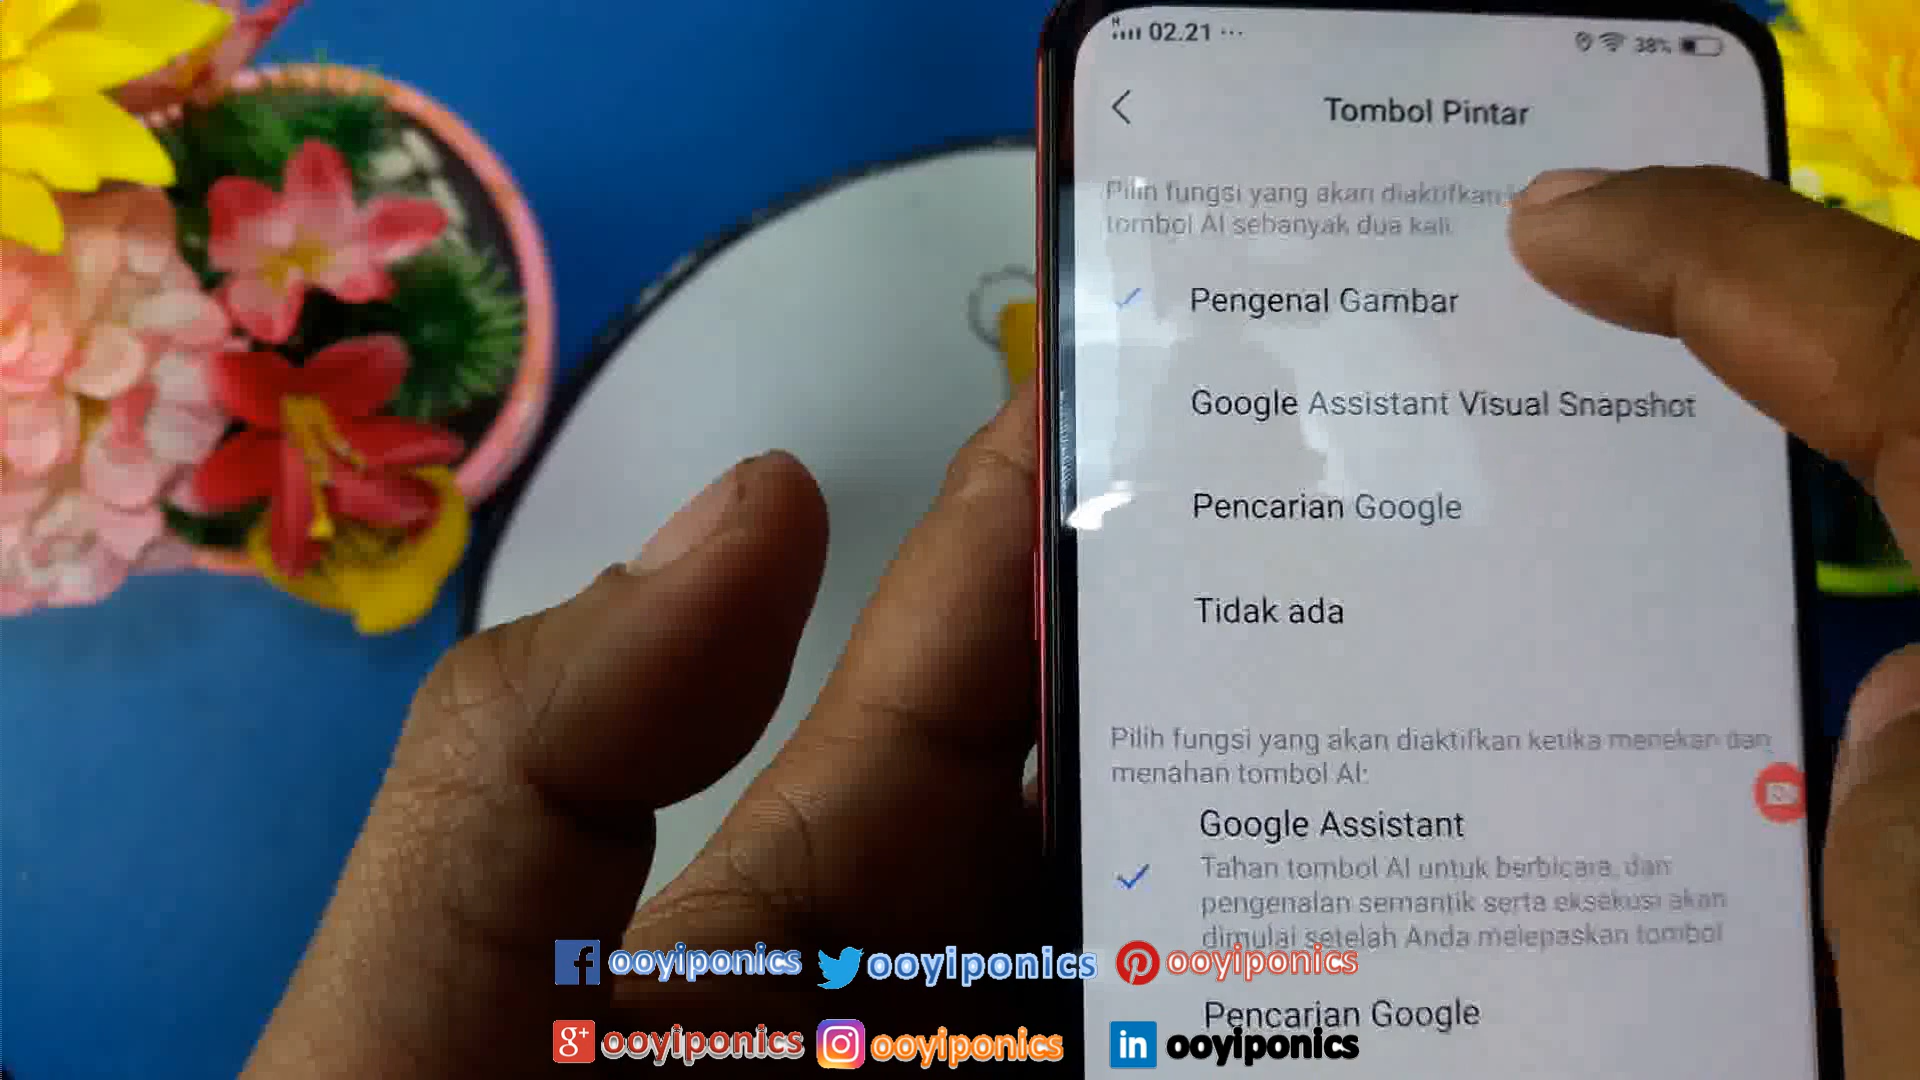 02.21 ...
38%
Tombol Pintar
Pilih fungsi yang akan diaktifkan
tombol AI sebanyak dua kali
Pengenal Gambar
Google Assistant Visual Snapshot
Pencarian Google
Tidak ada
Pilih fungsi yang akan diaktifkan ketika menekan dan
menahan tombol AI:
Google Assistant
Tahan tombol AI untuk berbicara, dan
pengenalan semantik serta eksekusi akan
dimulai setelah Anda melepaskan tombol
Pencarian Google
ooyiponics ooyiponics ooyiponics
ooyiponics ooyiponics ooyiponics